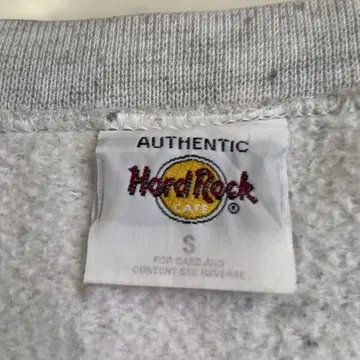 AUTHENTIC
Hard Rock
CAFE ®
S
FOR CARE AND
CONTENT SEE REVERSE